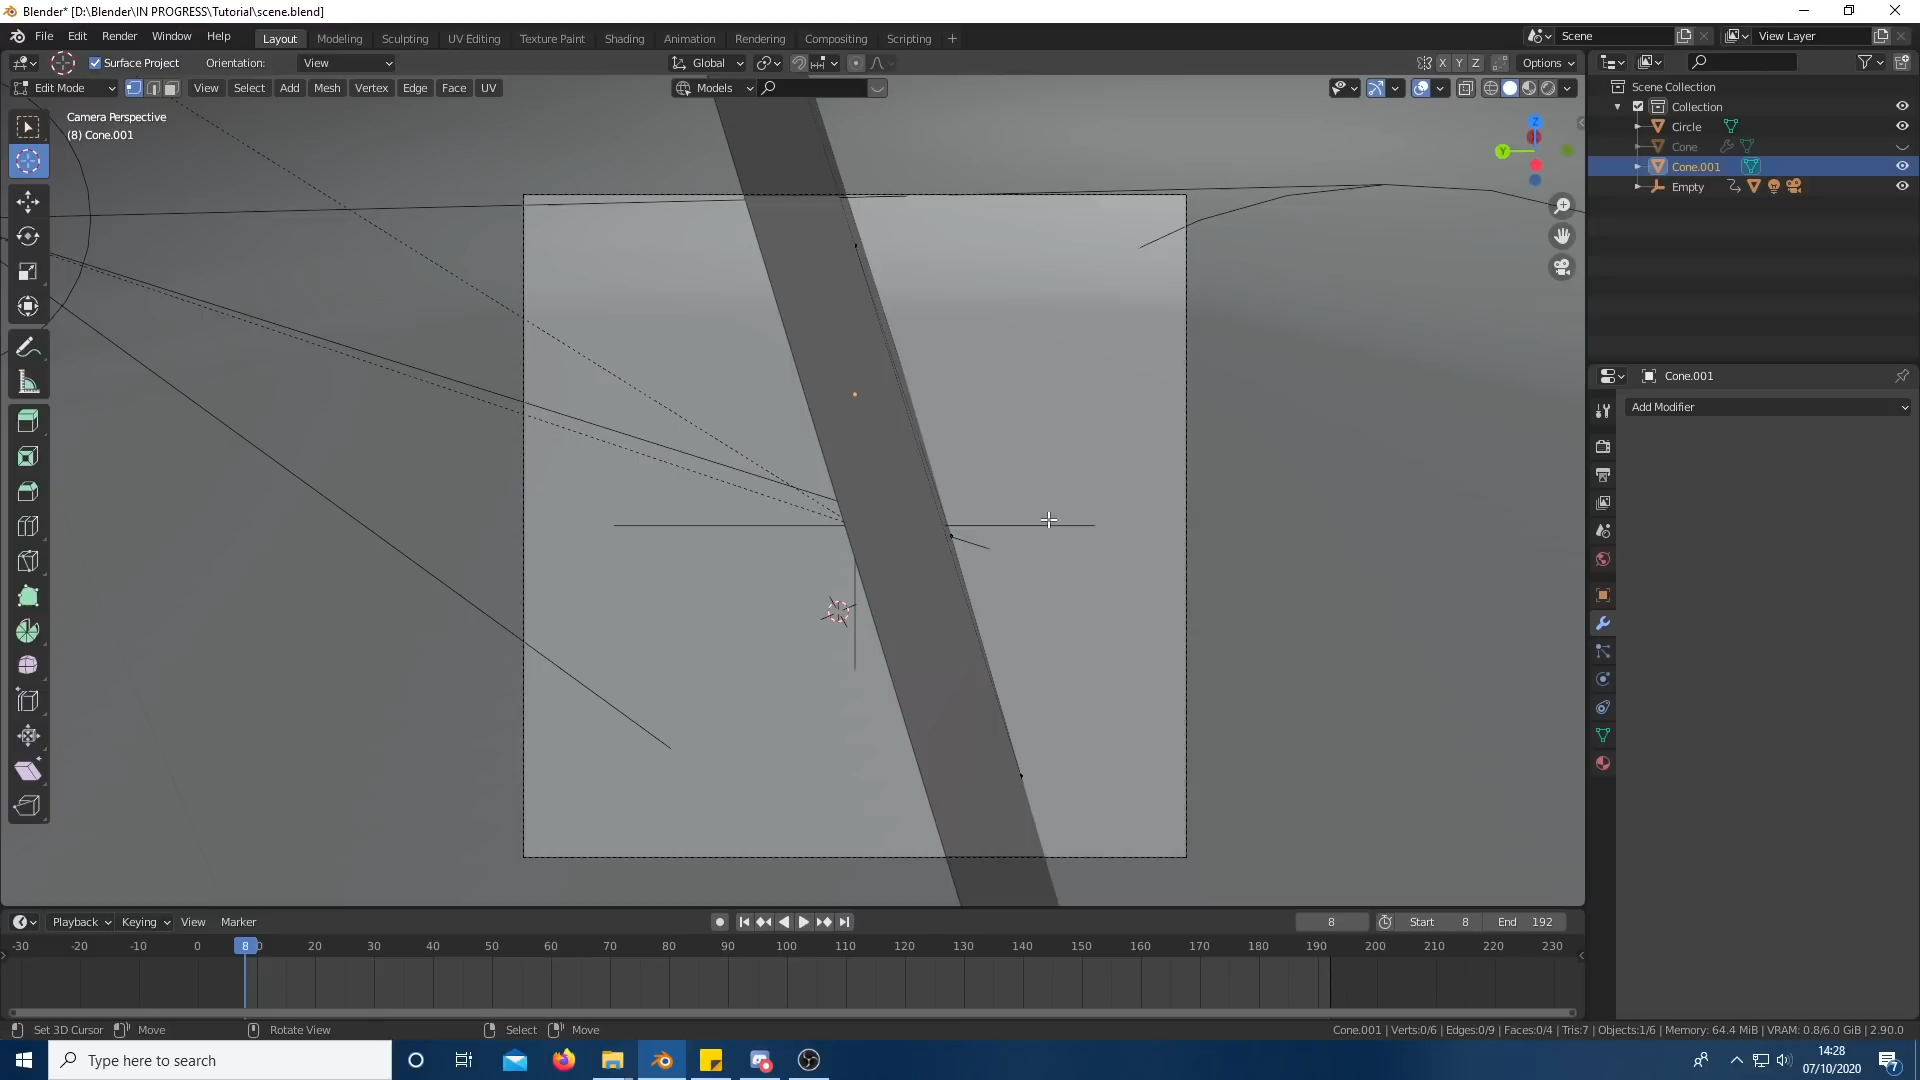 Blender* [D:\Blender\IN PROGRESS\Tutorial\scene.blend]
File Edit Render Window Help Layout Modeling Sculpting UV Editing Texture Paint Shading Animation Rendering Compositing Scripting + Scene View Layer
Surface Project Orientation: View Global X Y Z Options
Edit Mode View Select Add Mesh Vertex Edge Face UV Models
Camera Perspective
(8) Cone.001
Z
Y
Scene Collection
Collection
Circle
Cone
Cone.001
Empty
Cone.001
Add Modifier
Playback Keying View Marker 8 Start 8 End 192
-30 -20 -10 0 8 20 30 40 50 60 70 80 90 100 110 120 130 140 150 160 170 180 190 200 210 220 230
Set 3D Cursor Move Rotate View Select Move Cone.001 | Verts:0/6 | Edges:0/9 | Faces:0/4 | Tris:7 | Objects:1/6 | Memory: 64.4 MiB | VRAM: 0.8/6.0 GiB | 2.90.0
Type here to search
14:28
07/10/2020
7